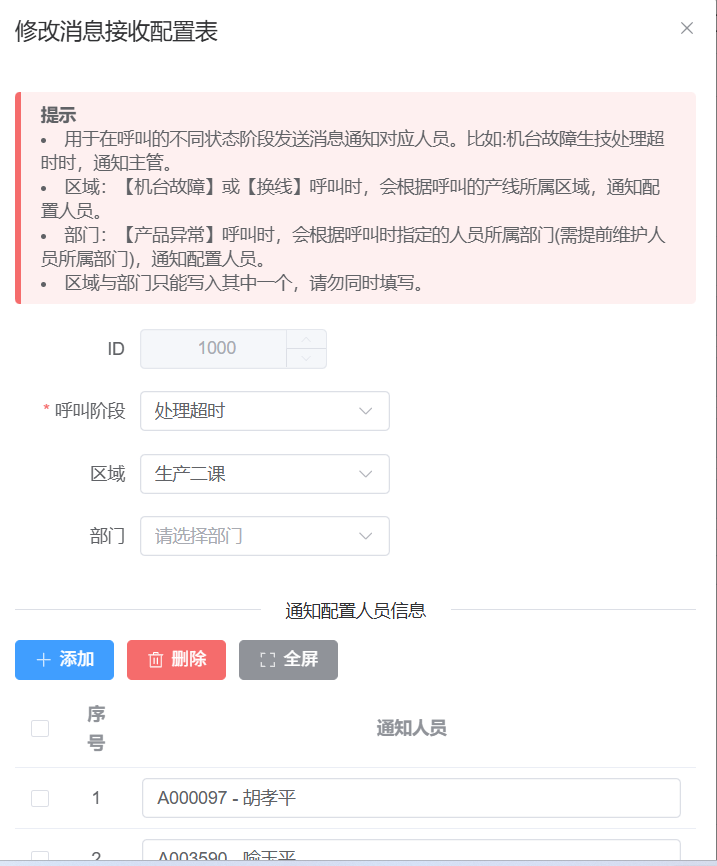 修改消息接收配置表
提示
• 用于在呼叫的不同状态阶段发送消息通知对应人员。比如:机台故障生技处理超
时时，通知主管。
• 区域：【机台故障】或【换线】呼叫时，会根据呼叫的产线所属区域，通知配
置人员。
• 部门：【产品异常】呼叫时，会根据呼叫时指定的人员所属部门(需提前维护人
员所属部门)，通知配置人员。
• 区域与部门只能写入其中一个，请勿同时填写。
ID 1000
* 呼叫阶段 处理超时
区域 生产二课
部门 请选择部门
通知配置人员信息
添加 删除 全屏
序
号 通知人员
1 A000097 - 胡孝平
2 A003590 - 喻玉平